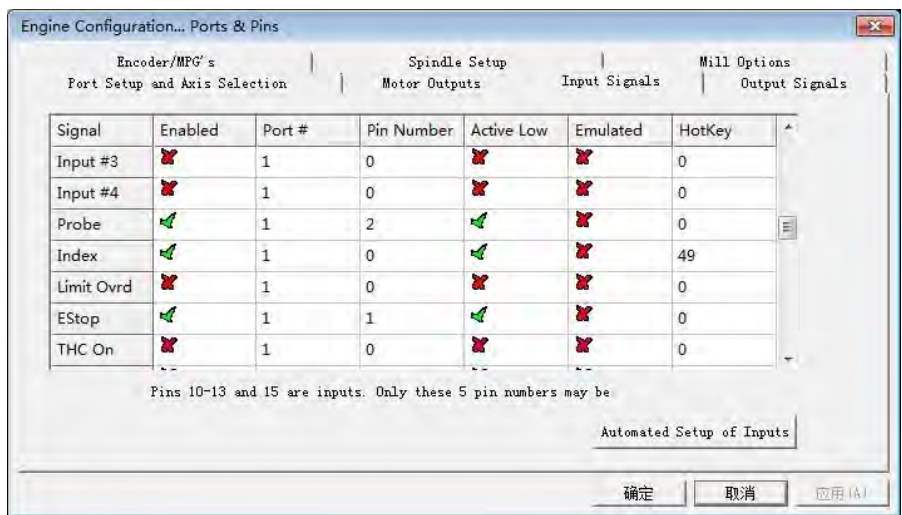 Engine Configuration... Ports & Pins
Encoder/MPG's Spindle Setup Mill Options
Port Setup and Axis Selection Motor Outputs Input Signals Output Signals
Signal Enabled Port # Pin Number Active Low Emulated HotKey
Input #3 1 0 0
Input #4 1 0 0
Probe 1 2 0
Index 1 0 49
Limit Ovrd 1 0 0
EStop 1 1 0
THC On 1 0 0
Pins 10-13 and 15 are inputs. Only these 5 pin numbers may be
Automated Setup of Inputs
确定 取消 应用(A)